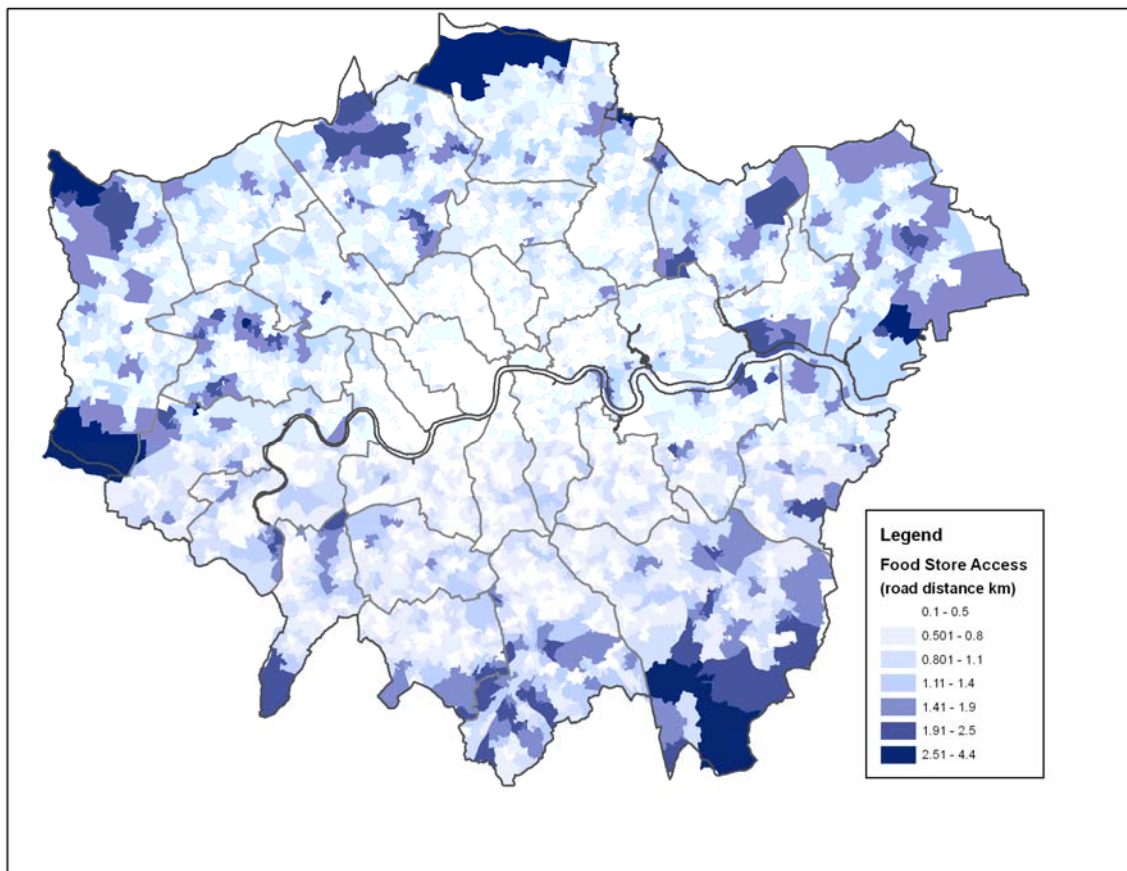 Legend
Food Store Access
(road distance km)
0.1 - 0.5
0.501 - 0.8
0.801 - 1.1
1.11 - 1.4
1.41 - 1.9
1.91 - 2.5
2.51 - 4.4